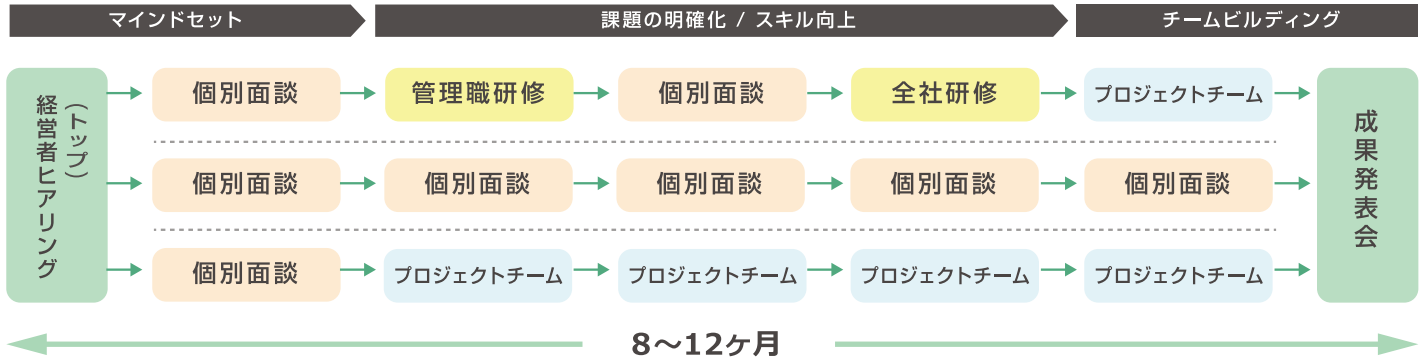 マインドセット
課題の明確化 / スキル向上
チームビルディング
経営者ヒアリング
（トップ）
個別面談
管理職研修
個別面談
全社研修
プロジェクトチーム
個別面談
個別面談
個別面談
個別面談
個別面談
個別面談
プロジェクトチーム
プロジェクトチーム
プロジェクトチーム
プロジェクトチーム
成果発表会
8〜12ヶ月